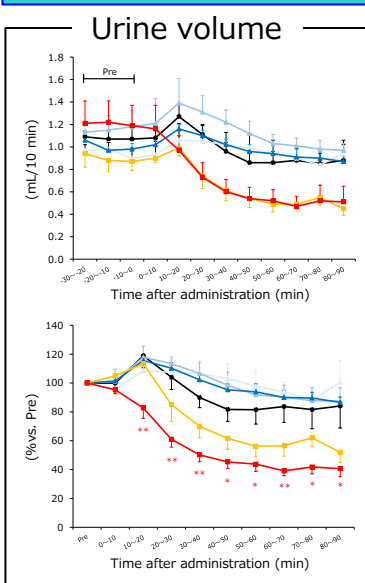 Urine volume
Pre
(mL/10 min)
1.8
1.6
1.4
1.2
1.0
0.8
0.6
0.4
0.2
0.0
-30~-20 -20~-10 -10~0 0~10 10~20 20~30 30~40 40~50 50~60 60~70 70~80 80~90
Time after administration (min)
(%vs. Pre)
140
120
100
80
60
40
20
0
** ** ** * * ** * *
Pre 0~10 10~20 20~30 30~40 40~50 50~60 60~70 70~80 80~90
Time after administration (min)